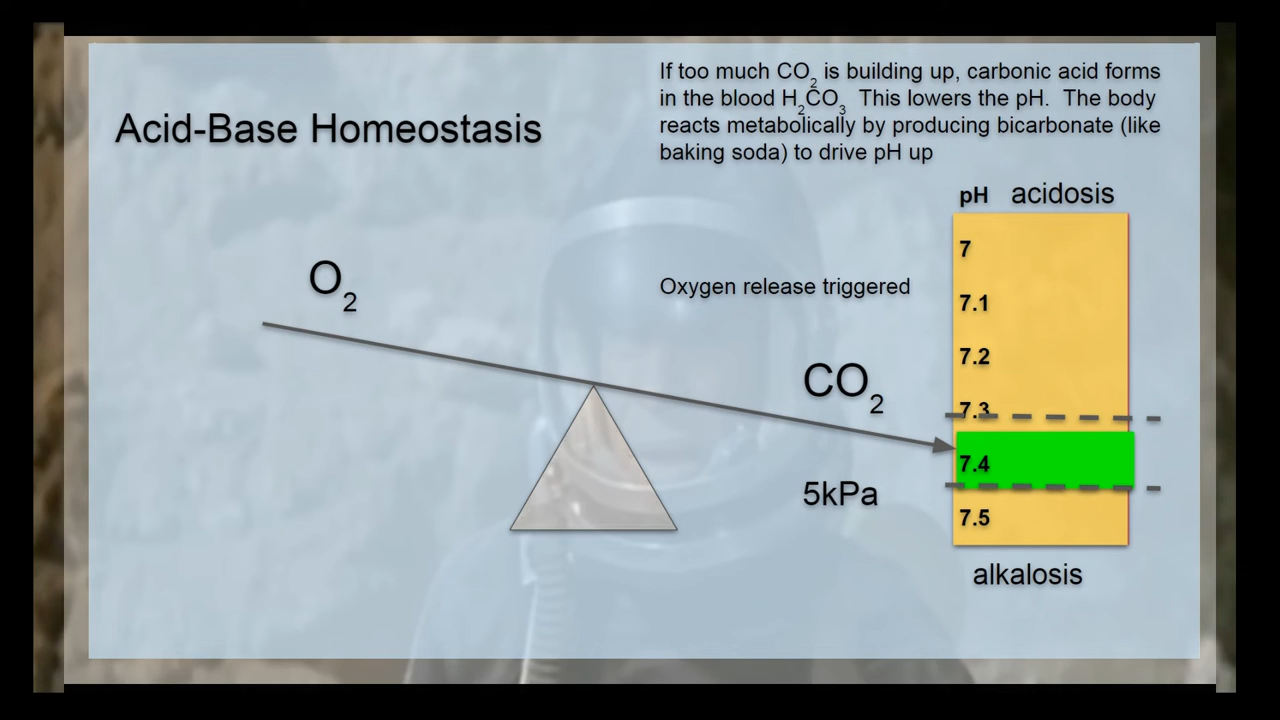 Acid-Base Homeostasis
If too much CO₂ is building up, carbonic acid forms
in the blood H₂CO₃  This lowers the pH.  The body
reacts metabolically by producing bicarbonate (like
baking soda) to drive pH up
pH acidosis
7
O₂
Oxygen release triggered
7.1
7.2
CO₂
7.3
7.4
5kPa
7.5
alkalosis